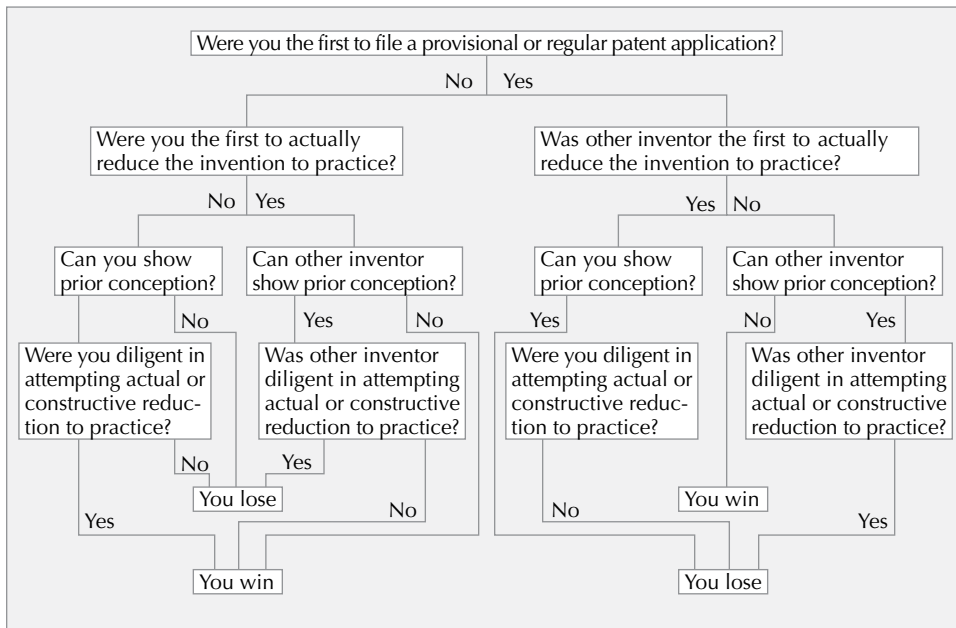 Were you the first to file a provisional or regular patent application?
No Yes
Were you the first to actually
reduce the invention to practice?
Was other inventor the first to actually
reduce the invention to practice?
No Yes
Yes No
Can you show
prior conception?
Can other inventor
show prior conception?
Can you show
prior conception?
Can other inventor
show prior conception?
No
Yes
No
Yes
No
Yes
Were you diligent in
attempting actual or
constructive reduc-
tion to practice?
Was other inventor
diligent in attempting
actual or constructive
reduction to practice?
Were you diligent in
attempting actual or
constructive reduc-
tion to practice?
Was other inventor
diligent in attempting
actual or constructive
reduction to practice?
No
Yes
You lose
You win
Yes
No
No
Yes
You win
You lose